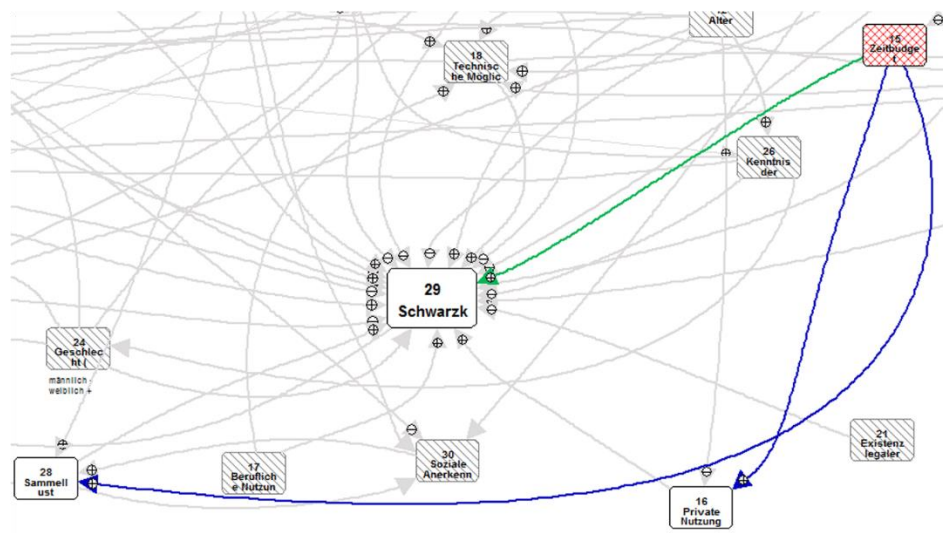 Alter
15
Zeitbudge
t
18
Technisc
he Möglic
26
Kenntnis
der
29
Schwarzk
24
Geschlec
ht (
männlich -
weiblich +
21
Existenz
legaler
30
Soziale
Anerkenn
17
Beruflich
e Nutzun
28
Sammell
ust
16
Private
Nutzung